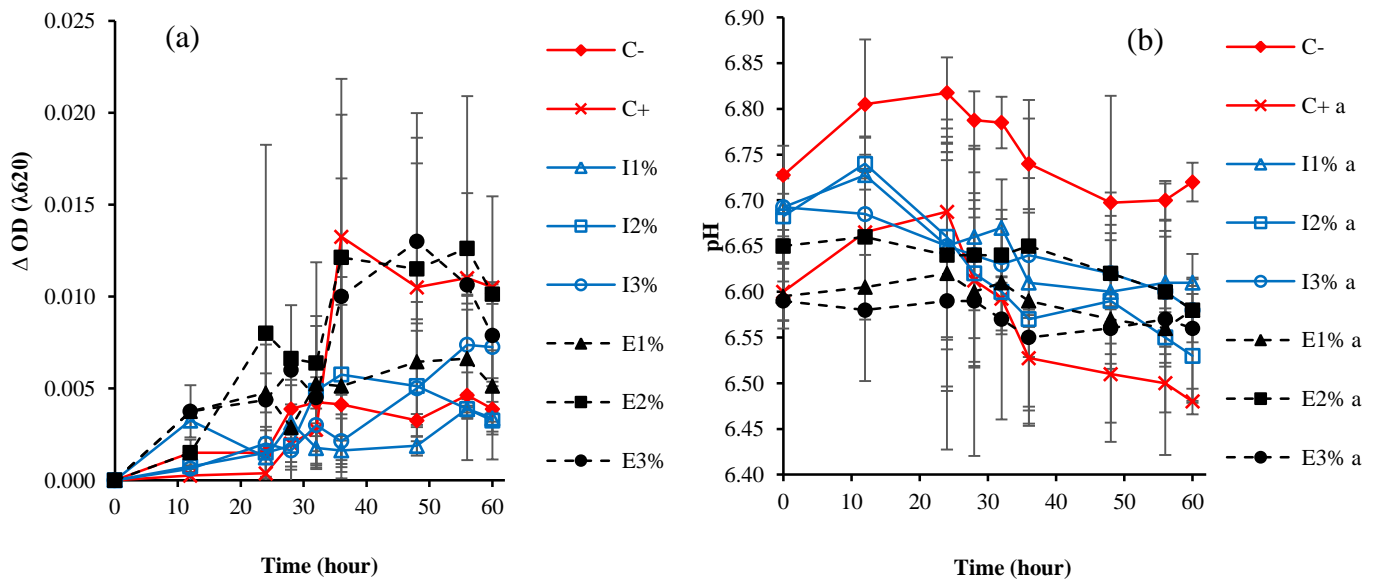 (a)
Δ OD (λ620)
0.025
0.020
0.015
0.010
0.005
0.000
0 10 20 30 40 50 60
Time (hour)
C-
C+
I1%
I2%
I3%
E1%
E2%
E3%
(b)
pH
6.90
6.85
6.80
6.75
6.70
6.65
6.60
6.55
6.50
6.45
6.40
0 10 20 30 40 50 60
Time (hour)
C-
C+ a
I1% a
I2% a
I3% a
E1% a
E2% a
E3% a